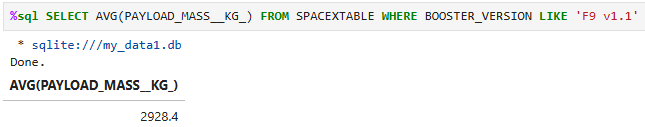 %sql SELECT AVG(PAYLOAD_MASS__KG_) FROM SPACEXTABLE WHERE BOOSTER_VERSION LIKE 'F9 v1.1'
* sqlite:///my_data1.db
Done.
AVG(PAYLOAD_MASS__KG_)
2928.4